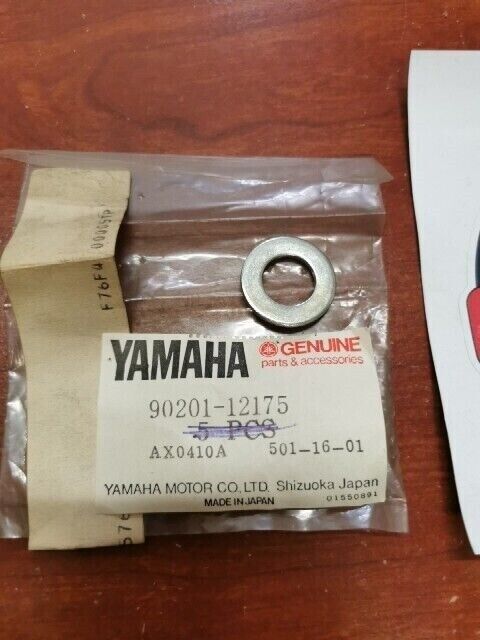 YAMAHA
GENUINE
parts & accessories
90201-12175
5 PCS
AX0410A 501-16-01
YAMAHA MOTOR CO., LTD. Shizuoka Japan
MADE IN JAPAN 01550891
F76FU